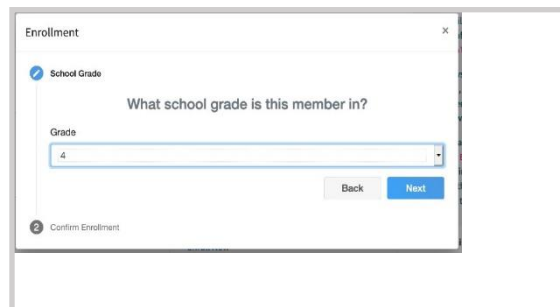 Enrollment ×
School Grade
What school grade is this member in?
Grade
4
Back Next
2 Confirm Enrollment